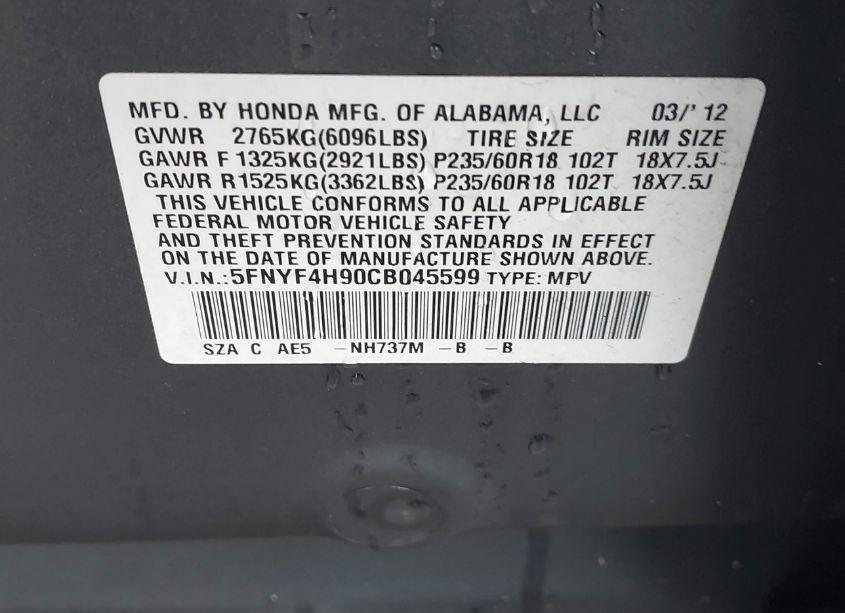 MFD. BY HONDA MFG. OF ALABAMA, LLC 03/' 12
GVWR 2765KG(6096LBS) TIRE SIZE RIM SIZE
GAWR F 1325KG(2921LBS) P235/60R18 102T 18X7.5J
GAWR R 1525KG(3362LBS) P235/60R18 102T 18X7.5J
THIS VEHICLE CONFORMS TO ALL APPLICABLE
FEDERAL MOTOR VEHICLE SAFETY
AND THEFT PREVENTION STANDARDS IN EFFECT
ON THE DATE OF MANUFACTURE SHOWN ABOVE.
V.I.N.:5FNYF4H90CB045599 TYPE: MPV
SZA C AE5 -NH737M -B -B